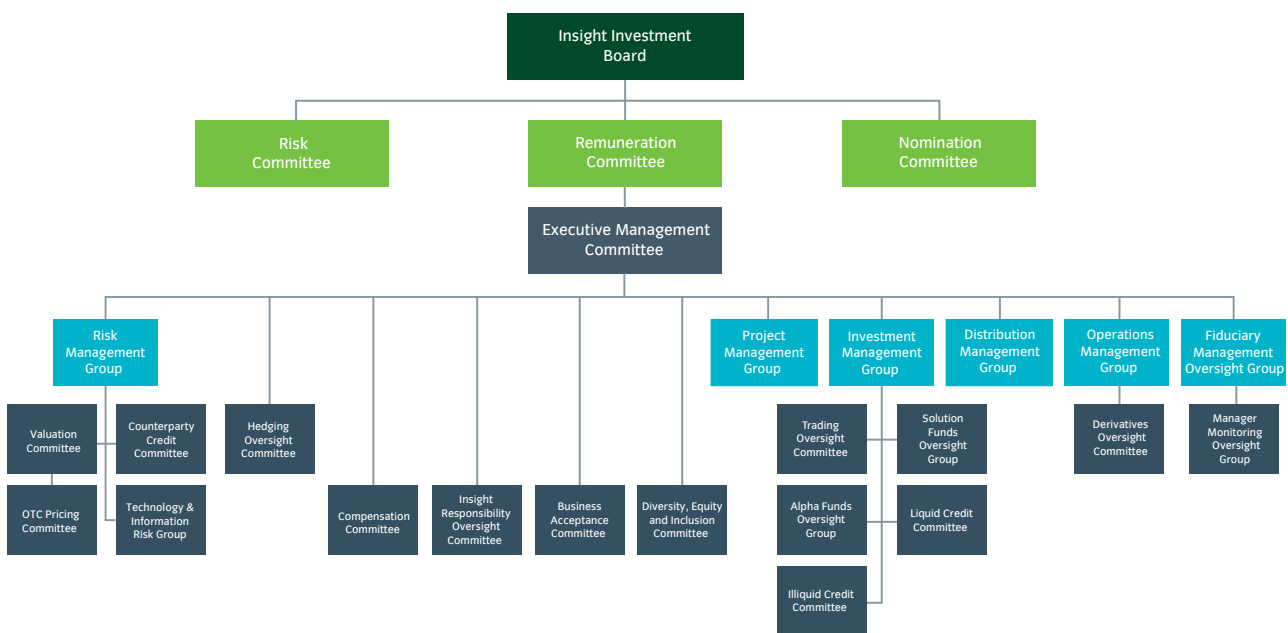 Insight Investment
Board
Risk
Committee
Remuneration
Committee
Nomination
Committee
Executive Management
Committee
Risk
Management
Group
Project
Management
Group
Investment
Management
Group
Distribution
Management
Group
Operations
Management
Group
Fiduciary
Management
Oversight Group
Valuation
Committee
Counterparty
Credit
Committee
Hedging
Oversight
Committee
Trading
Oversight
Committee
Solution
Funds
Oversight
Group
Derivatives
Oversight
Committee
Manager
Monitoring
Oversight
Group
OTC Pricing
Committee
Technology &
Information
Risk Group
Compensation
Committee
Insight
Responsibility
Oversight
Committee
Business
Acceptance
Committee
Diversity, Equity
and Inclusion
Committee
Alpha Funds
Oversight
Group
Liquid Credit
Committee
Illiquid Credit
Committee